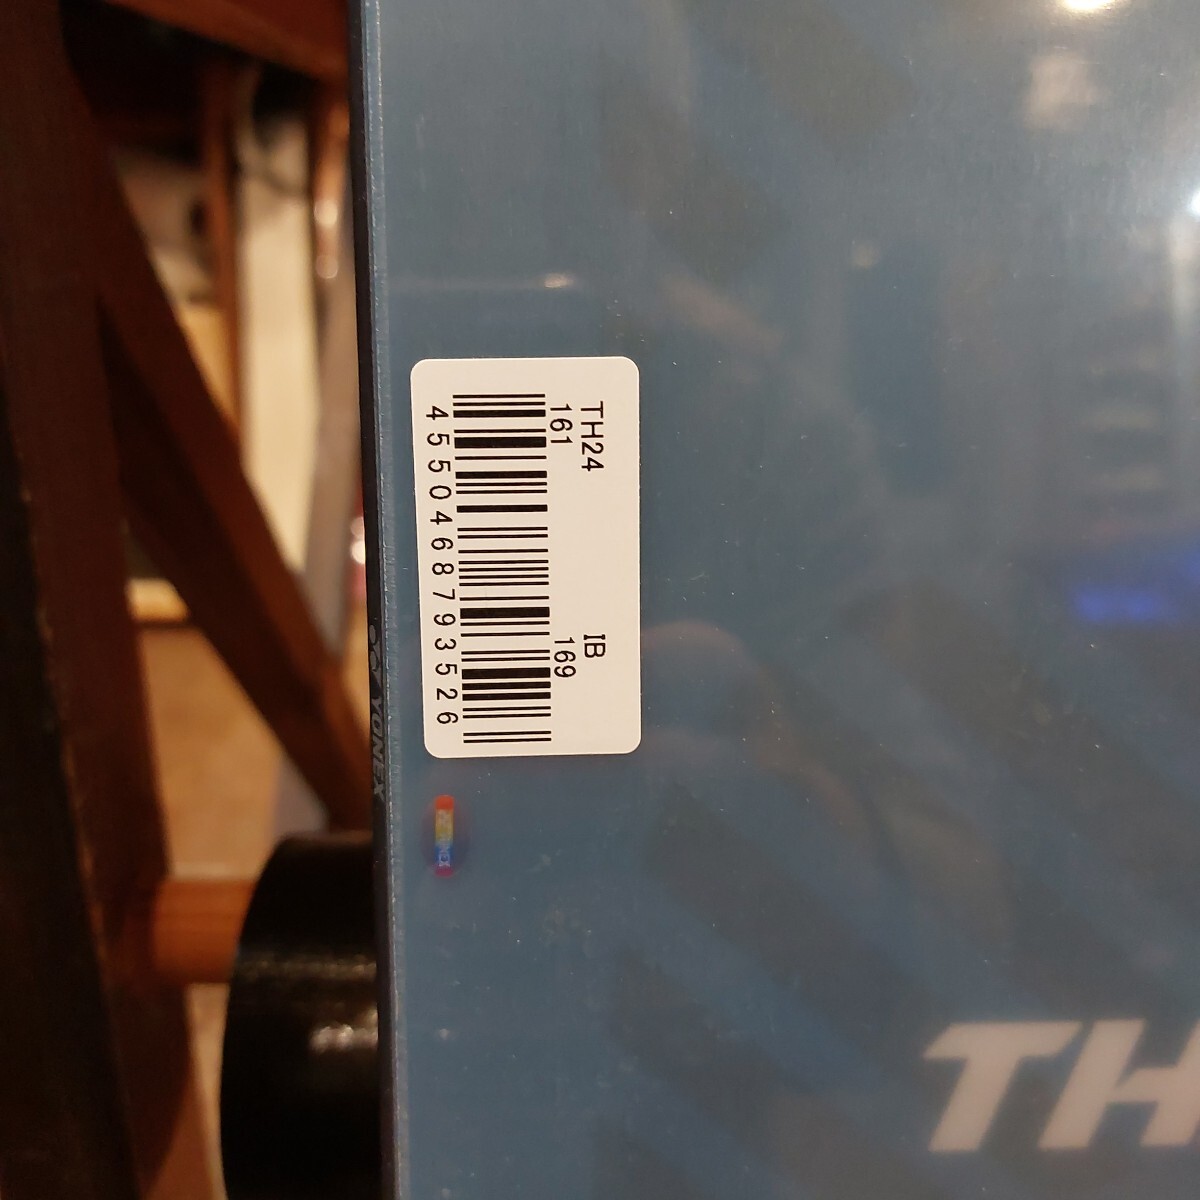 TH24 IB
161 169
4550468793526
YONEX
TH